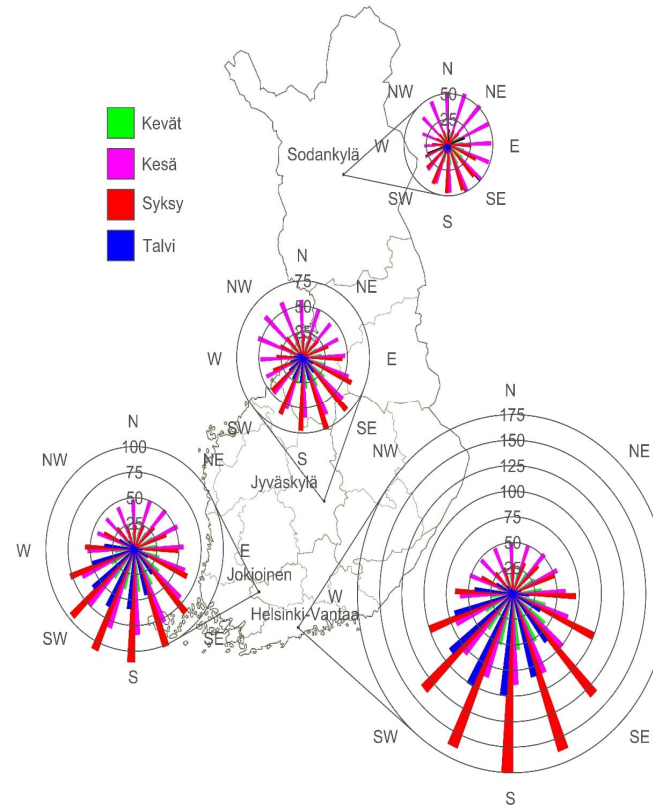 N
NW
NE
50
25
W
E
Sodankylä
SW
SE
S
Kevät
Kesä
Syksy
Talvi
N
75
NW
NE
50
25
W
E
SW
SE
S
Jyväskylä
N
100
NW
NE
75
50
25
W
E
Jokioinen
SW
SE
S
N
175
150
NW
NE
125
100
75
50
25
W
Helsinki-Vantaa
SW
SE
S